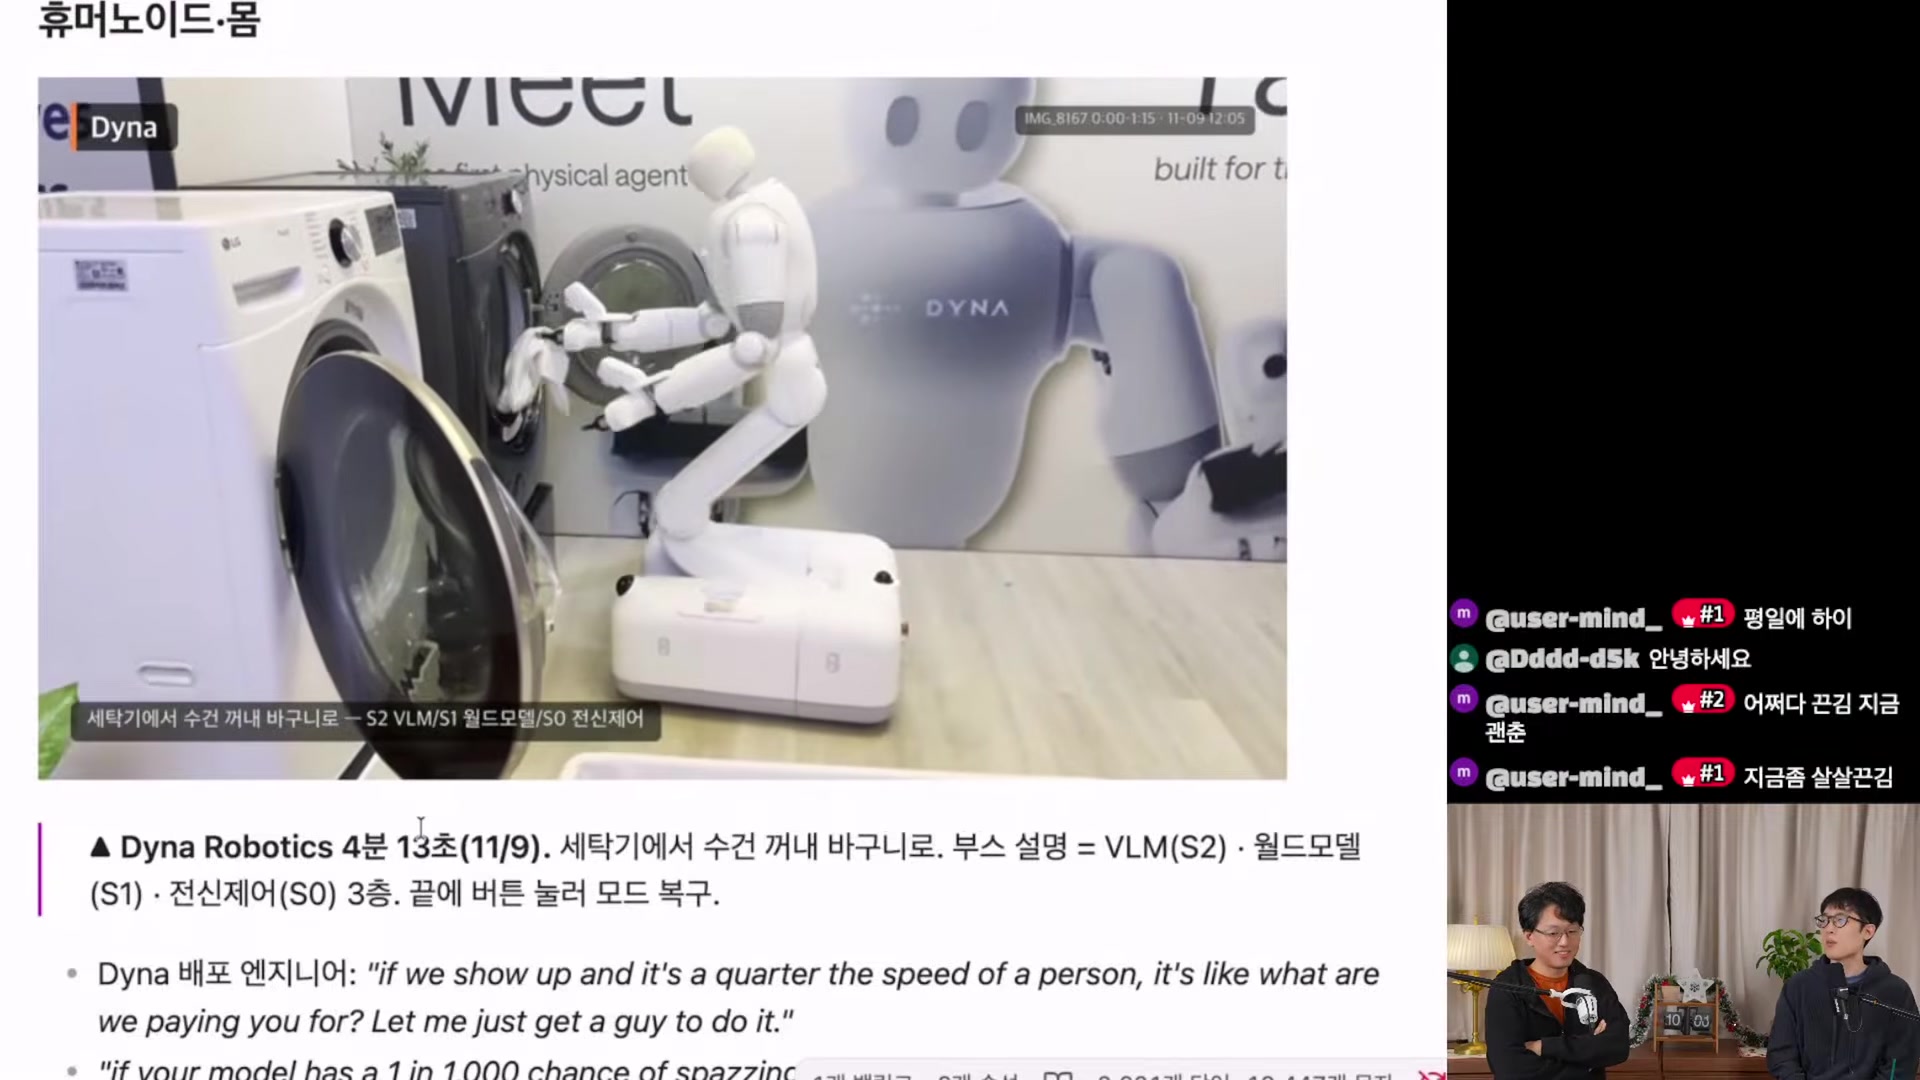 휴머노이드·몸
Meet
Dyna
IMG_8167 0:00-1:15 · 11-09 12:05
physical agent
built for
LG
DYNA
세탁기에서 수건 꺼내 바구니로 — S2 VLM/S1 월드모델/S0 전신제어
▲ Dyna Robotics 4분 13초(11/9). 세탁기에서 수건 꺼내 바구니로. 부스 설명 = VLM(S2) · 월드모델
(S1) · 전신제어(S0) 3층. 끝에 버튼 눌러 모드 복구.
• Dyna 배포 엔지니어: "if we show up and it's a quarter the speed of a person, it's like what are
we paying you for? Let me just get a guy to do it."
• "if your model has a 1 in 1,000 chance of spazzing
m @user-mind_ #1 평일에 하이
@Dddd-d5k 안녕하세요
m @user-mind_ #2 어쩌다 끈김 지금
괜춘
m @user-mind_ #1 지금좀 살살끈김
10 03